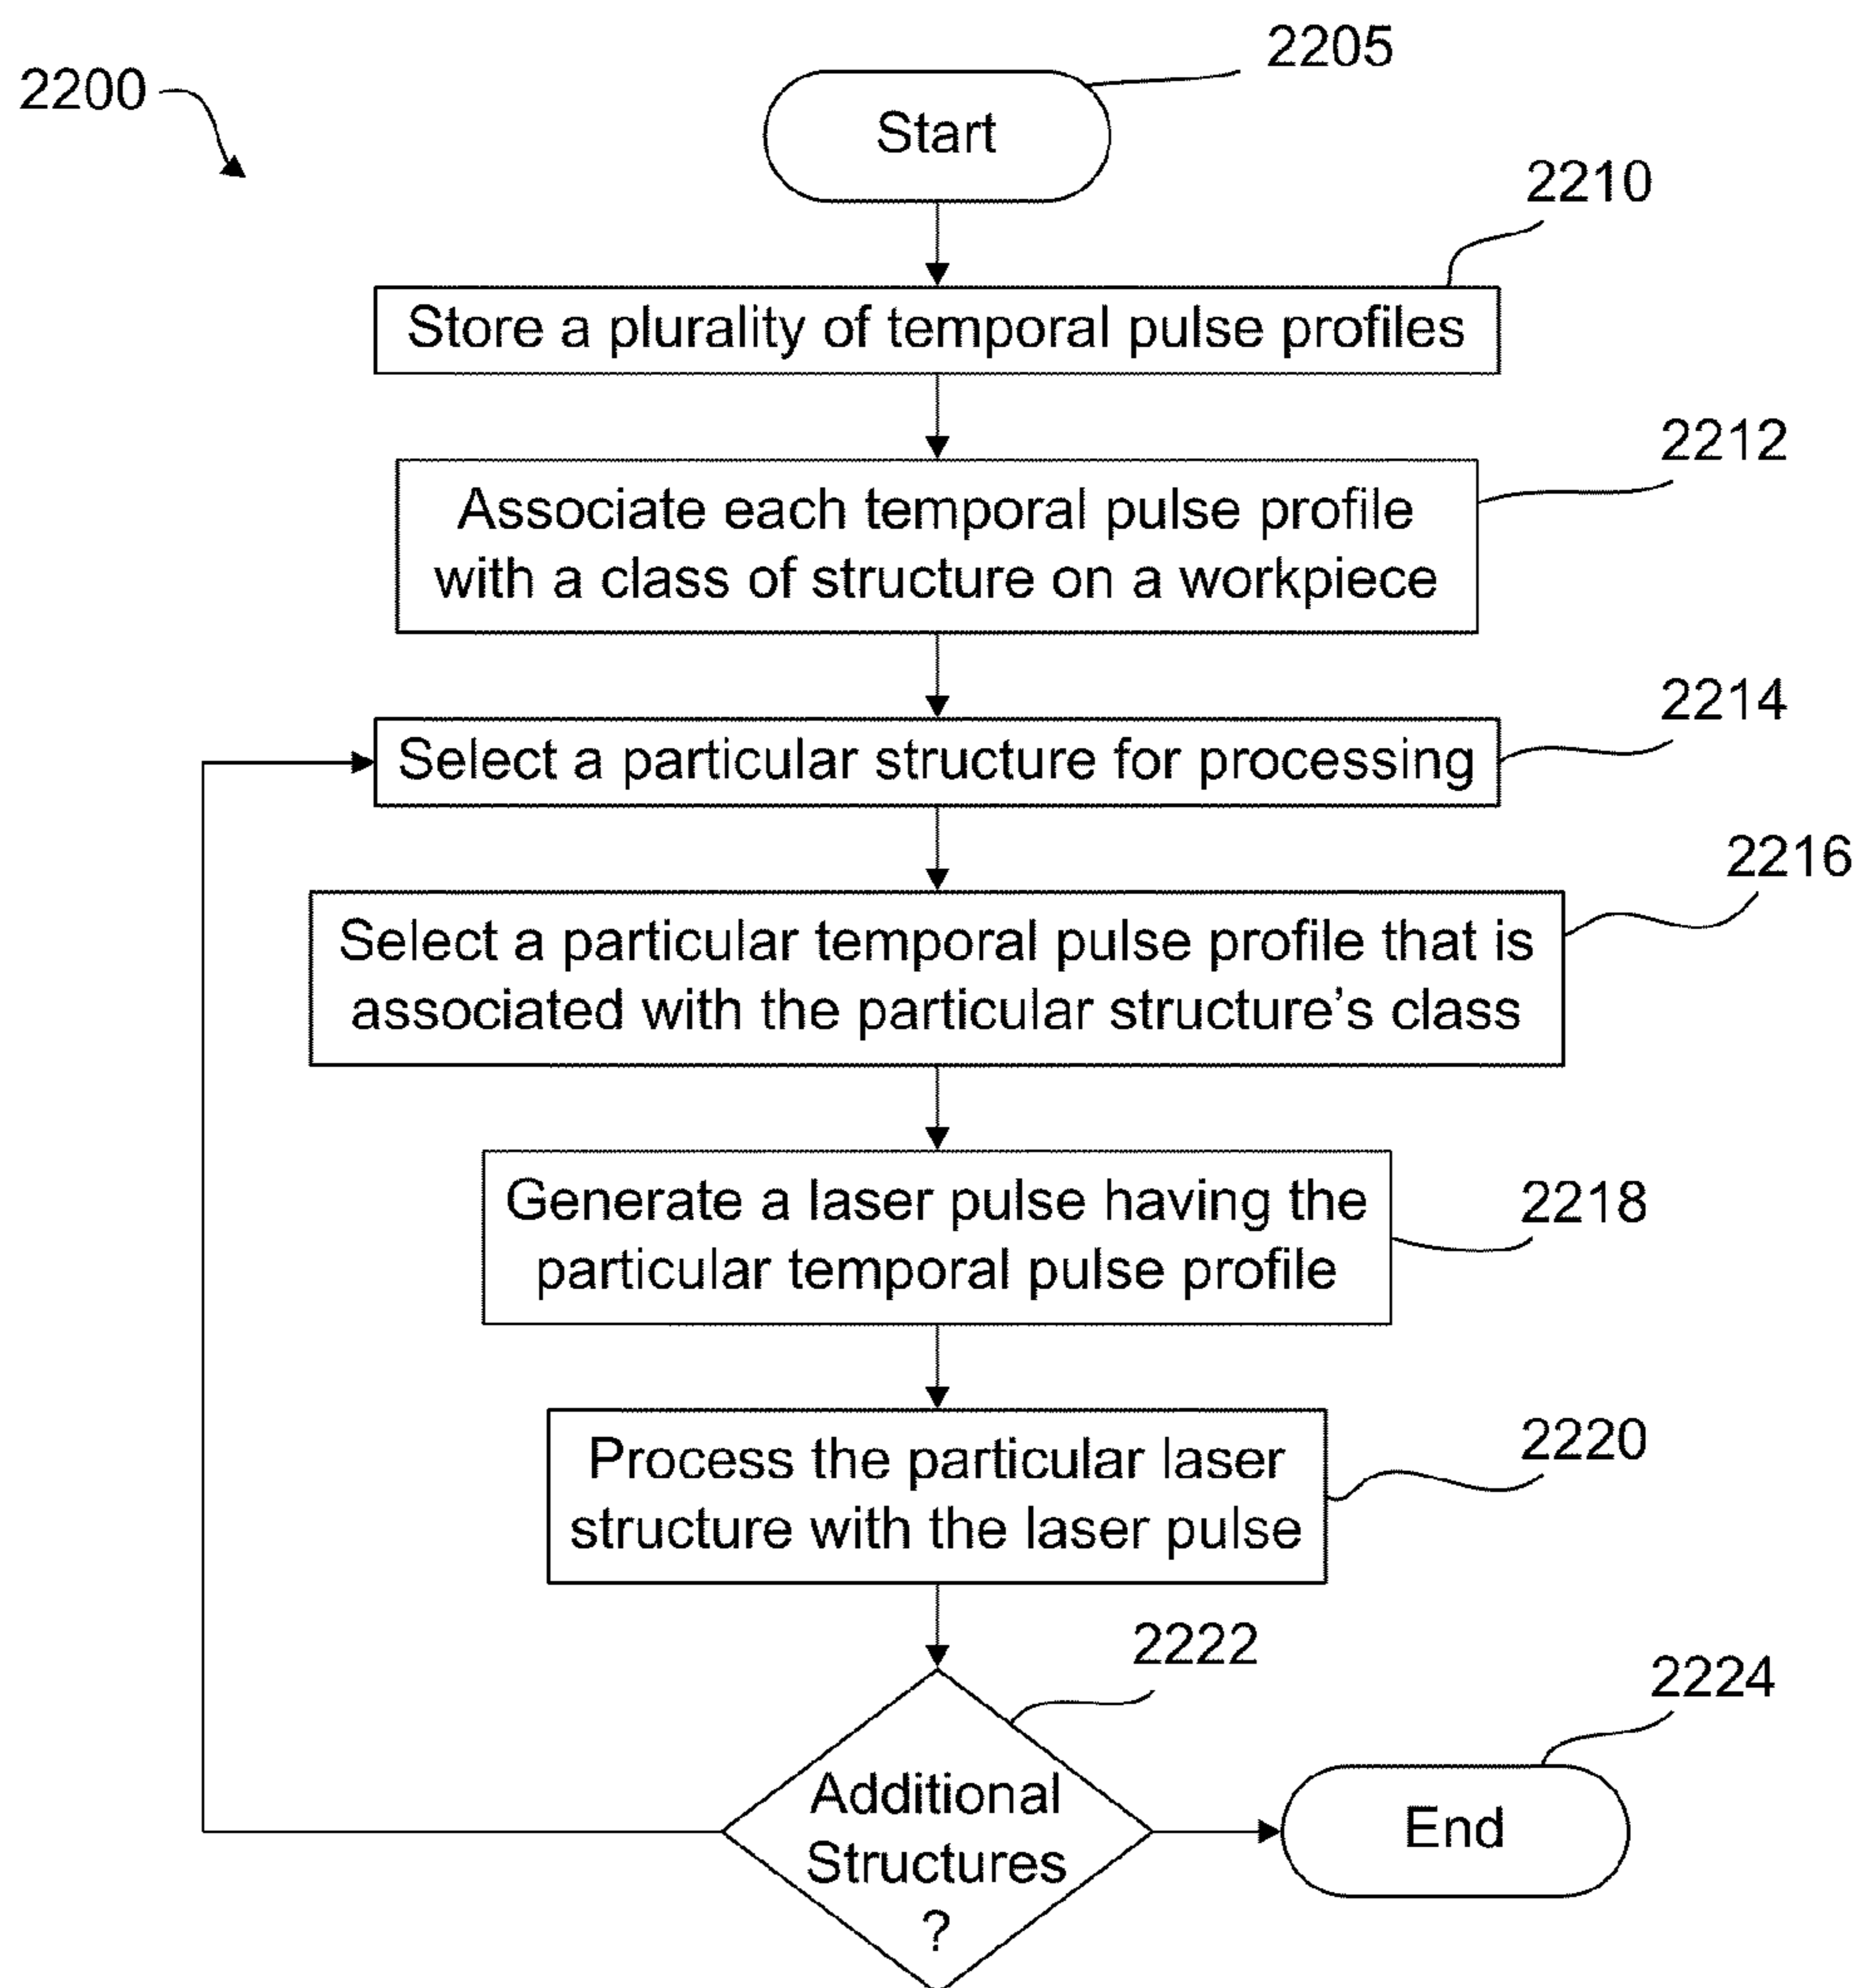 2200
2205
Start
2210
Store a plurality of temporal pulse profiles
2212
Associate each temporal pulse profile
with a class of structure on a workpiece
2214
Select a particular structure for processing
2216
Select a particular temporal pulse profile that is
associated with the particular structure’s class
2218
Generate a laser pulse having the
particular temporal pulse profile
2220
Process the particular laser
structure with the laser pulse
2222
Additional
Structures
?
2224
End